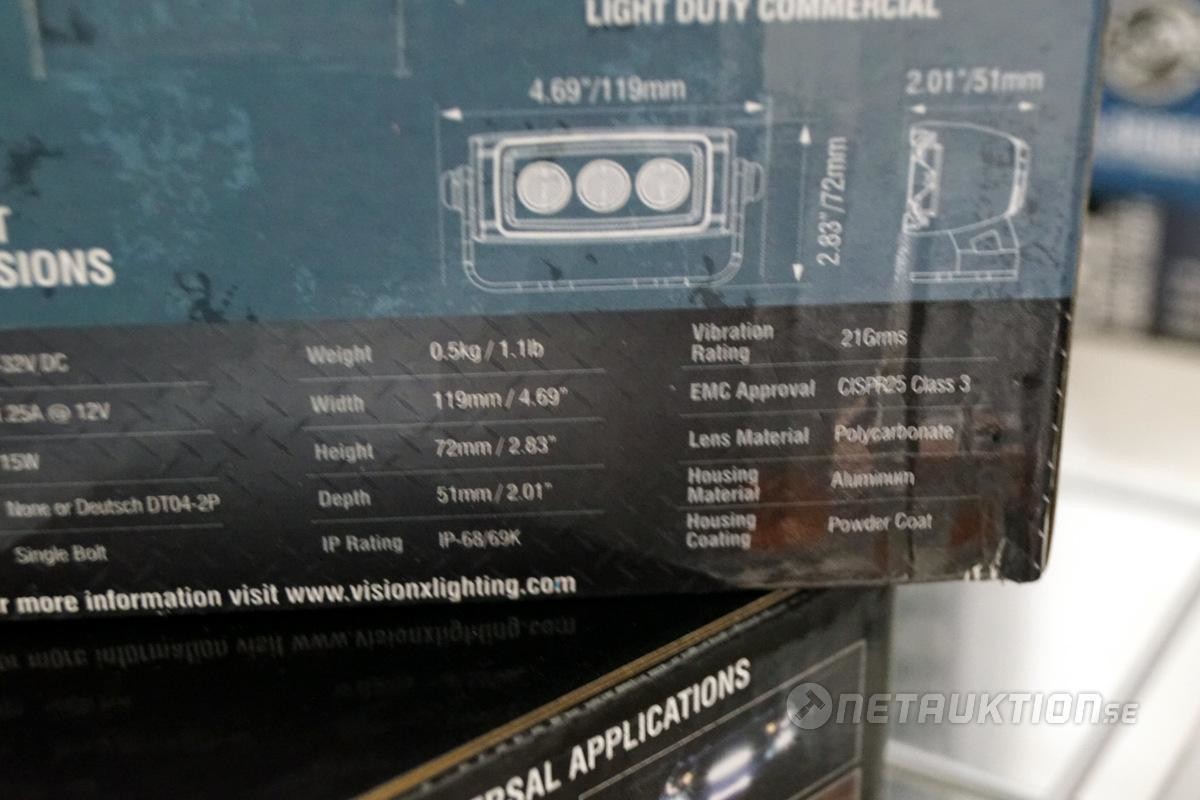 LIGHT DUTY COMMERCIAL
4.69"/119mm
2.01"/51mm
2.83"/72mm
T
SIONS
-32V DC
.25A @ 12V
15W
None or Deutsch DT04-2P
Single Bolt
Weight 0.5kg / 1.1lb
Width 119mm / 4.69"
Height 72mm / 2.83"
Depth 51mm / 2.01"
IP Rating IP-68/69K
Vibration
Rating 21Grms
EMC Approval CISPR25 Class 3
Lens Material Polycarbonate
Housing
Material Aluminum
Housing
Coating Powder Coat
r more information visit www.visionxlighting.com
RSAL APPLICATIONS
NETAUKTION.SE